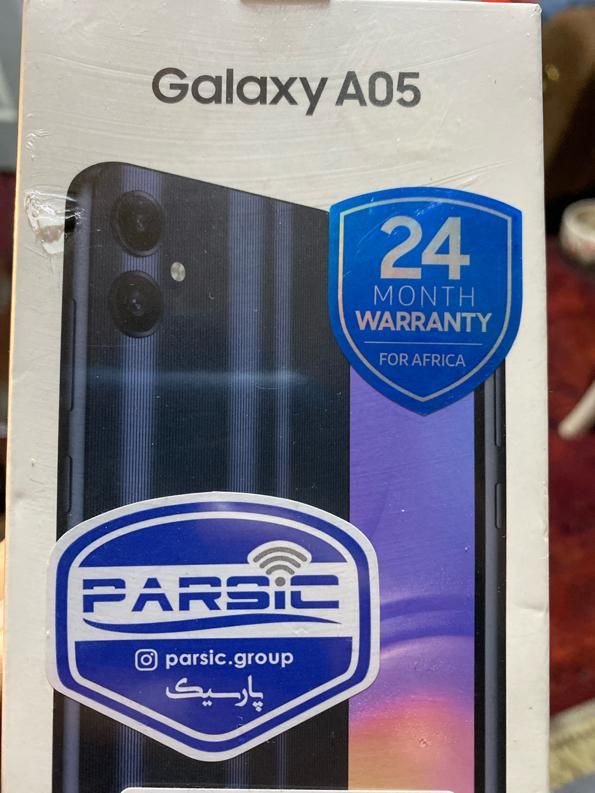 Galaxy A05
24
MONTH
WARRANTY
FOR AFRICA
PARSIC
parsic.group
پارسیک